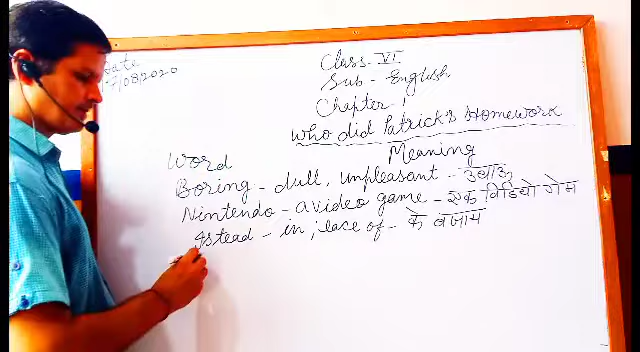 Date
17/08/2020
Class - VI
Sub - English
Chapter 1
Who did Patrick's Homework
Word Meaning
Boring - dull, unpleasant - उबाऊ
Nintendo - a video game - एक विडियो गेम
in place of - के बजाय